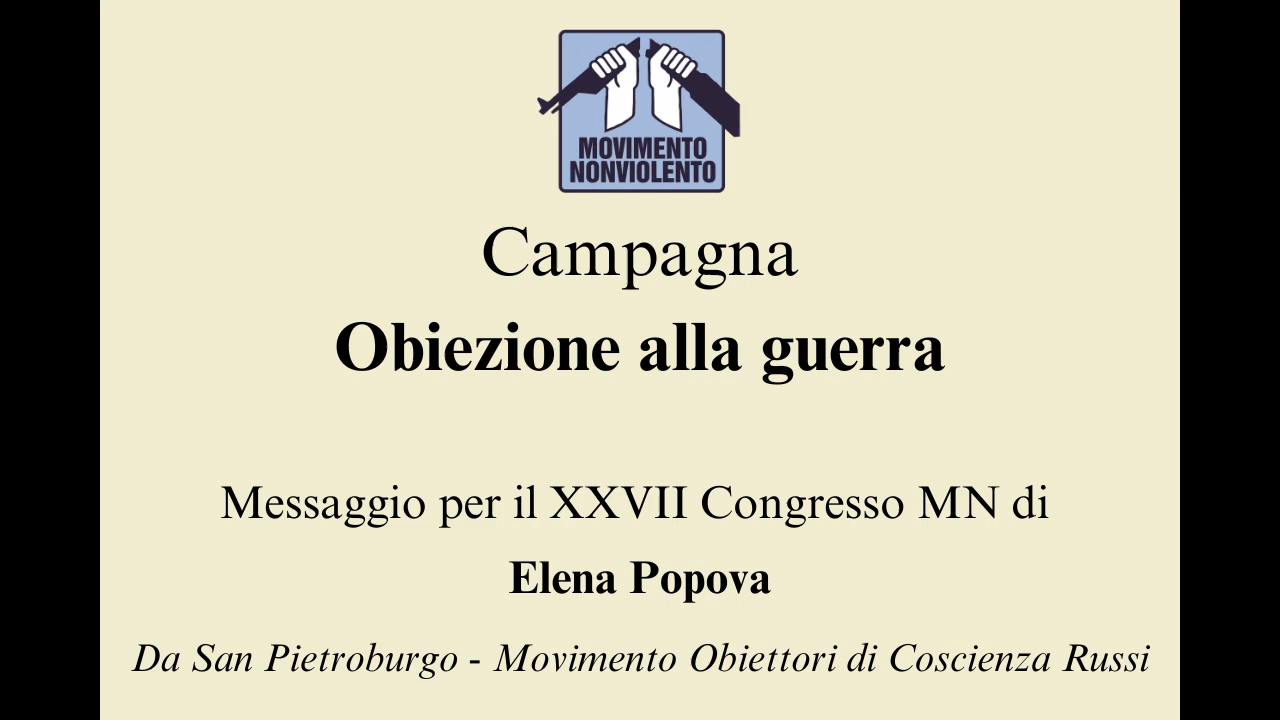 MOVIMENTO
NONVIOLENTO
Campagna
Obiezione alla guerra
Messaggio per il XXVII Congresso MN di
Elena Popova
Da San Pietroburgo - Movimento Obiettori di Coscienza Russi